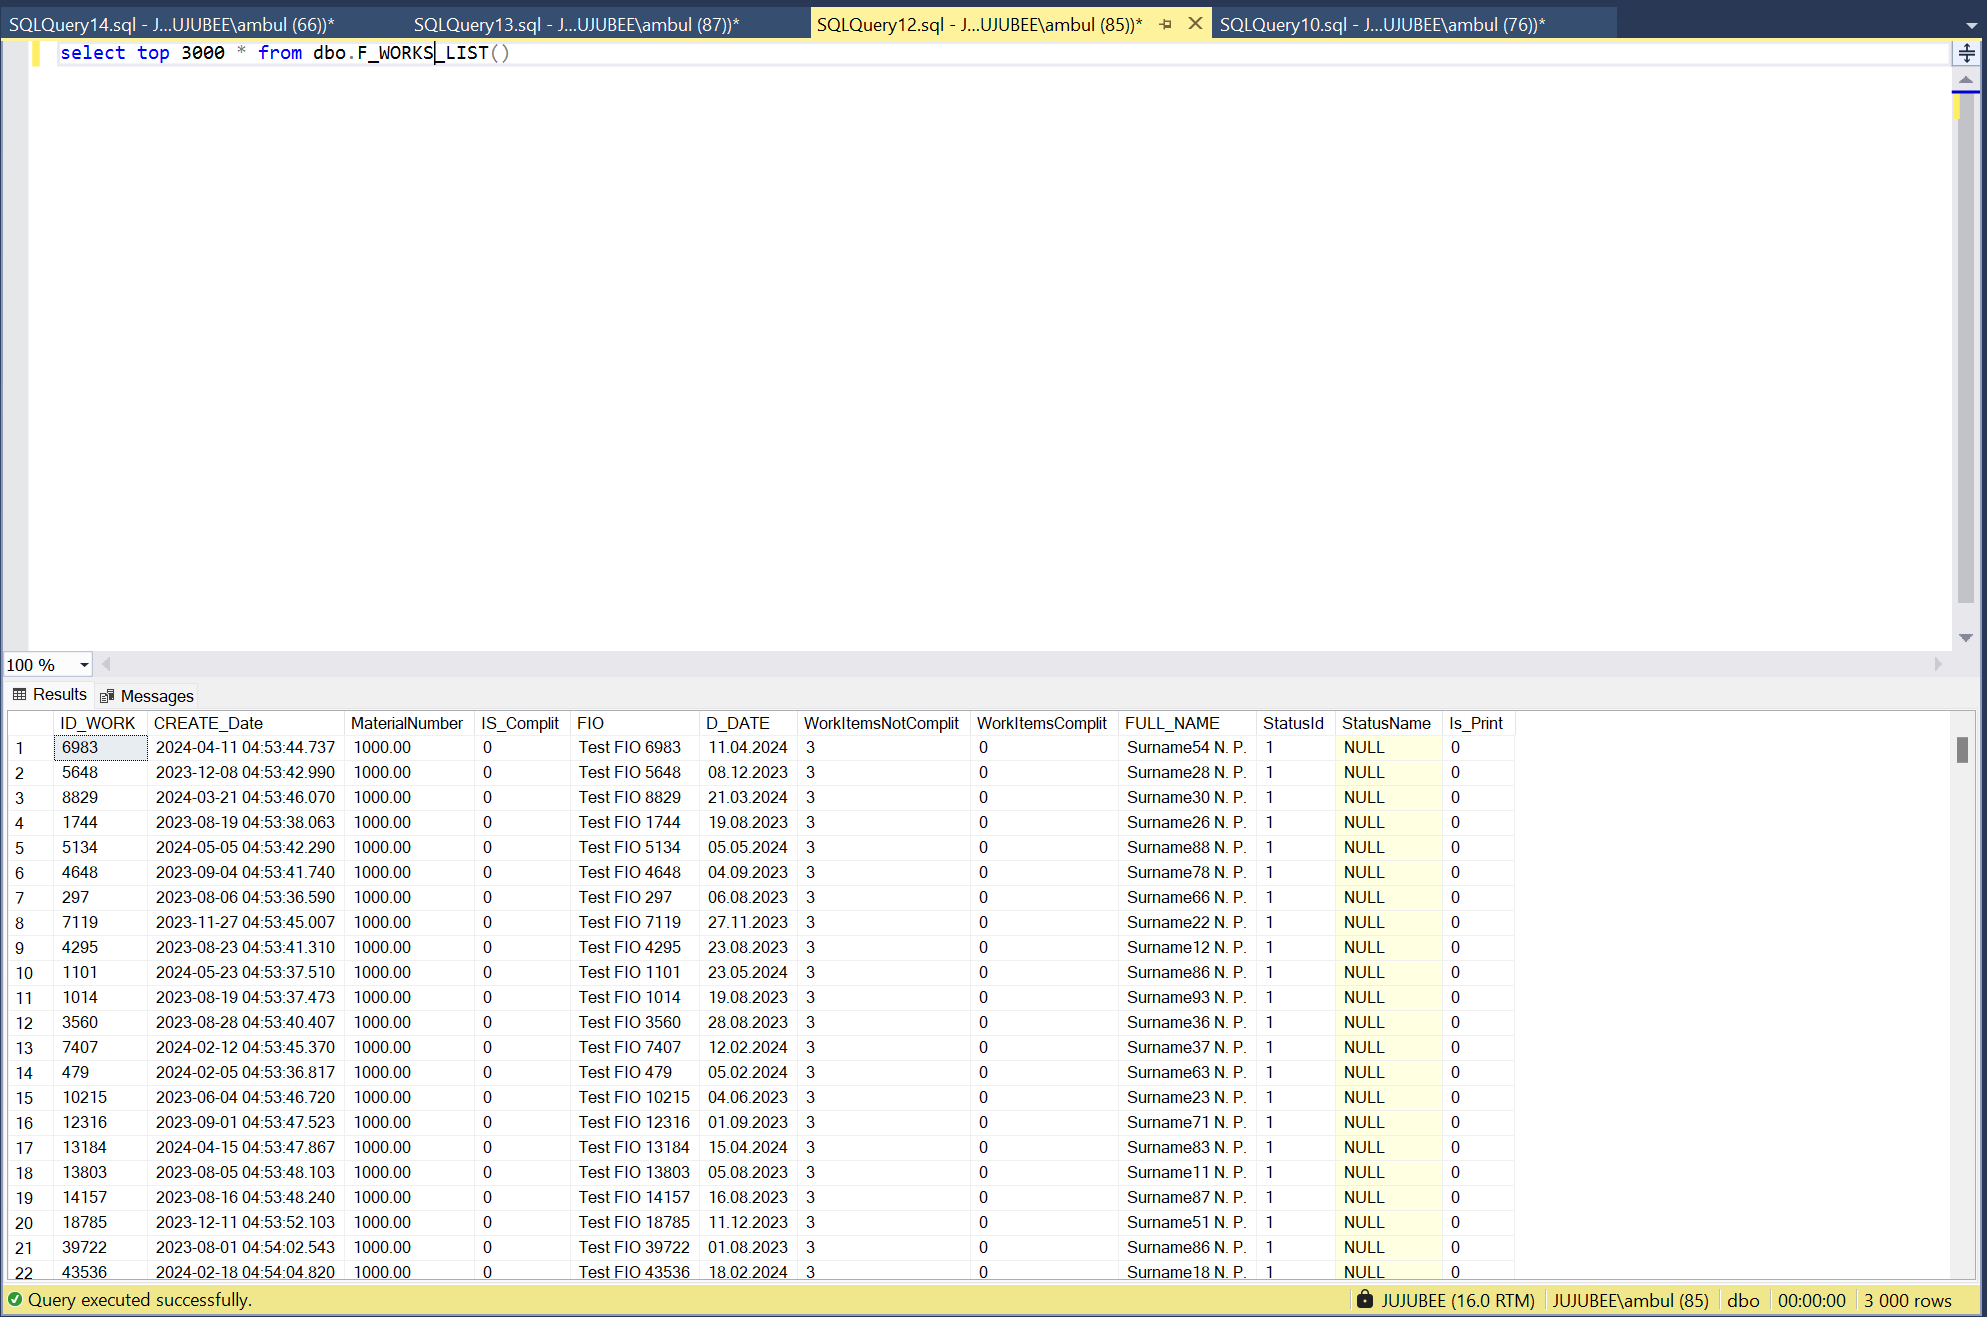 SQLQuery14.sql - J...UJUBEE\ambul (66))* SQLQuery13.sql - J...UJUBEE\ambul (87))* SQLQuery12.sql - J...UJUBEE\ambul (85))* SQLQuery10.sql - J...UJUBEE\ambul (76))*
select top 3000 * from dbo.F_WORKS_LIST()
100 %
Results Messages
ID_WORK CREATE_Date MaterialNumber IS_Complit FIO D_DATE WorkItemsNotComplit WorkItemsComplit FULL_NAME StatusId StatusName Is_Print
1 6983 2024-04-11 04:53:44.737 1000.00 0 Test FIO 6983 11.04.2024 3 0 Surname54 N. P. 1 NULL 0
2 5648 2023-12-08 04:53:42.990 1000.00 0 Test FIO 5648 08.12.2023 3 0 Surname28 N. P. 1 NULL 0
3 8829 2024-03-21 04:53:46.070 1000.00 0 Test FIO 8829 21.03.2024 3 0 Surname30 N. P. 1 NULL 0
4 1744 2023-08-19 04:53:38.063 1000.00 0 Test FIO 1744 19.08.2023 3 0 Surname26 N. P. 1 NULL 0
5 5134 2024-05-05 04:53:42.290 1000.00 0 Test FIO 5134 05.05.2024 3 0 Surname88 N. P. 1 NULL 0
6 4648 2023-09-04 04:53:41.740 1000.00 0 Test FIO 4648 04.09.2023 3 0 Surname78 N. P. 1 NULL 0
7 297 2023-08-06 04:53:36.590 1000.00 0 Test FIO 297 06.08.2023 3 0 Surname66 N. P. 1 NULL 0
8 7119 2023-11-27 04:53:45.007 1000.00 0 Test FIO 7119 27.11.2023 3 0 Surname22 N. P. 1 NULL 0
9 4295 2023-08-23 04:53:41.310 1000.00 0 Test FIO 4295 23.08.2023 3 0 Surname12 N. P. 1 NULL 0
10 1101 2024-05-23 04:53:37.510 1000.00 0 Test FIO 1101 23.05.2024 3 0 Surname86 N. P. 1 NULL 0
11 1014 2023-08-19 04:53:37.473 1000.00 0 Test FIO 1014 19.08.2023 3 0 Surname93 N. P. 1 NULL 0
12 3560 2023-08-28 04:53:40.407 1000.00 0 Test FIO 3560 28.08.2023 3 0 Surname36 N. P. 1 NULL 0
13 7407 2024-02-12 04:53:45.370 1000.00 0 Test FIO 7407 12.02.2024 3 0 Surname37 N. P. 1 NULL 0
14 479 2024-02-05 04:53:36.817 1000.00 0 Test FIO 479 05.02.2024 3 0 Surname63 N. P. 1 NULL 0
15 10215 2023-06-04 04:53:46.720 1000.00 0 Test FIO 10215 04.06.2023 3 0 Surname23 N. P. 1 NULL 0
16 12316 2023-09-01 04:53:47.523 1000.00 0 Test FIO 12316 01.09.2023 3 0 Surname71 N. P. 1 NULL 0
17 13184 2024-04-15 04:53:47.867 1000.00 0 Test FIO 13184 15.04.2024 3 0 Surname83 N. P. 1 NULL 0
18 13803 2023-08-05 04:53:48.103 1000.00 0 Test FIO 13803 05.08.2023 3 0 Surname11 N. P. 1 NULL 0
19 14157 2023-08-16 04:53:48.240 1000.00 0 Test FIO 14157 16.08.2023 3 0 Surname87 N. P. 1 NULL 0
20 18785 2023-12-11 04:53:52.103 1000.00 0 Test FIO 18785 11.12.2023 3 0 Surname51 N. P. 1 NULL 0
21 39722 2023-08-01 04:54:02.543 1000.00 0 Test FIO 39722 01.08.2023 3 0 Surname86 N. P. 1 NULL 0
22 43536 2024-02-18 04:54:04.820 1000.00 0 Test FIO 43536 18.02.2024 3 0 Surname18 N. P. 1 NULL 0
Query executed successfully. JUJUBEE (16.0 RTM) JUJUBEE\ambul (85) dbo 00:00:00 3 000 rows